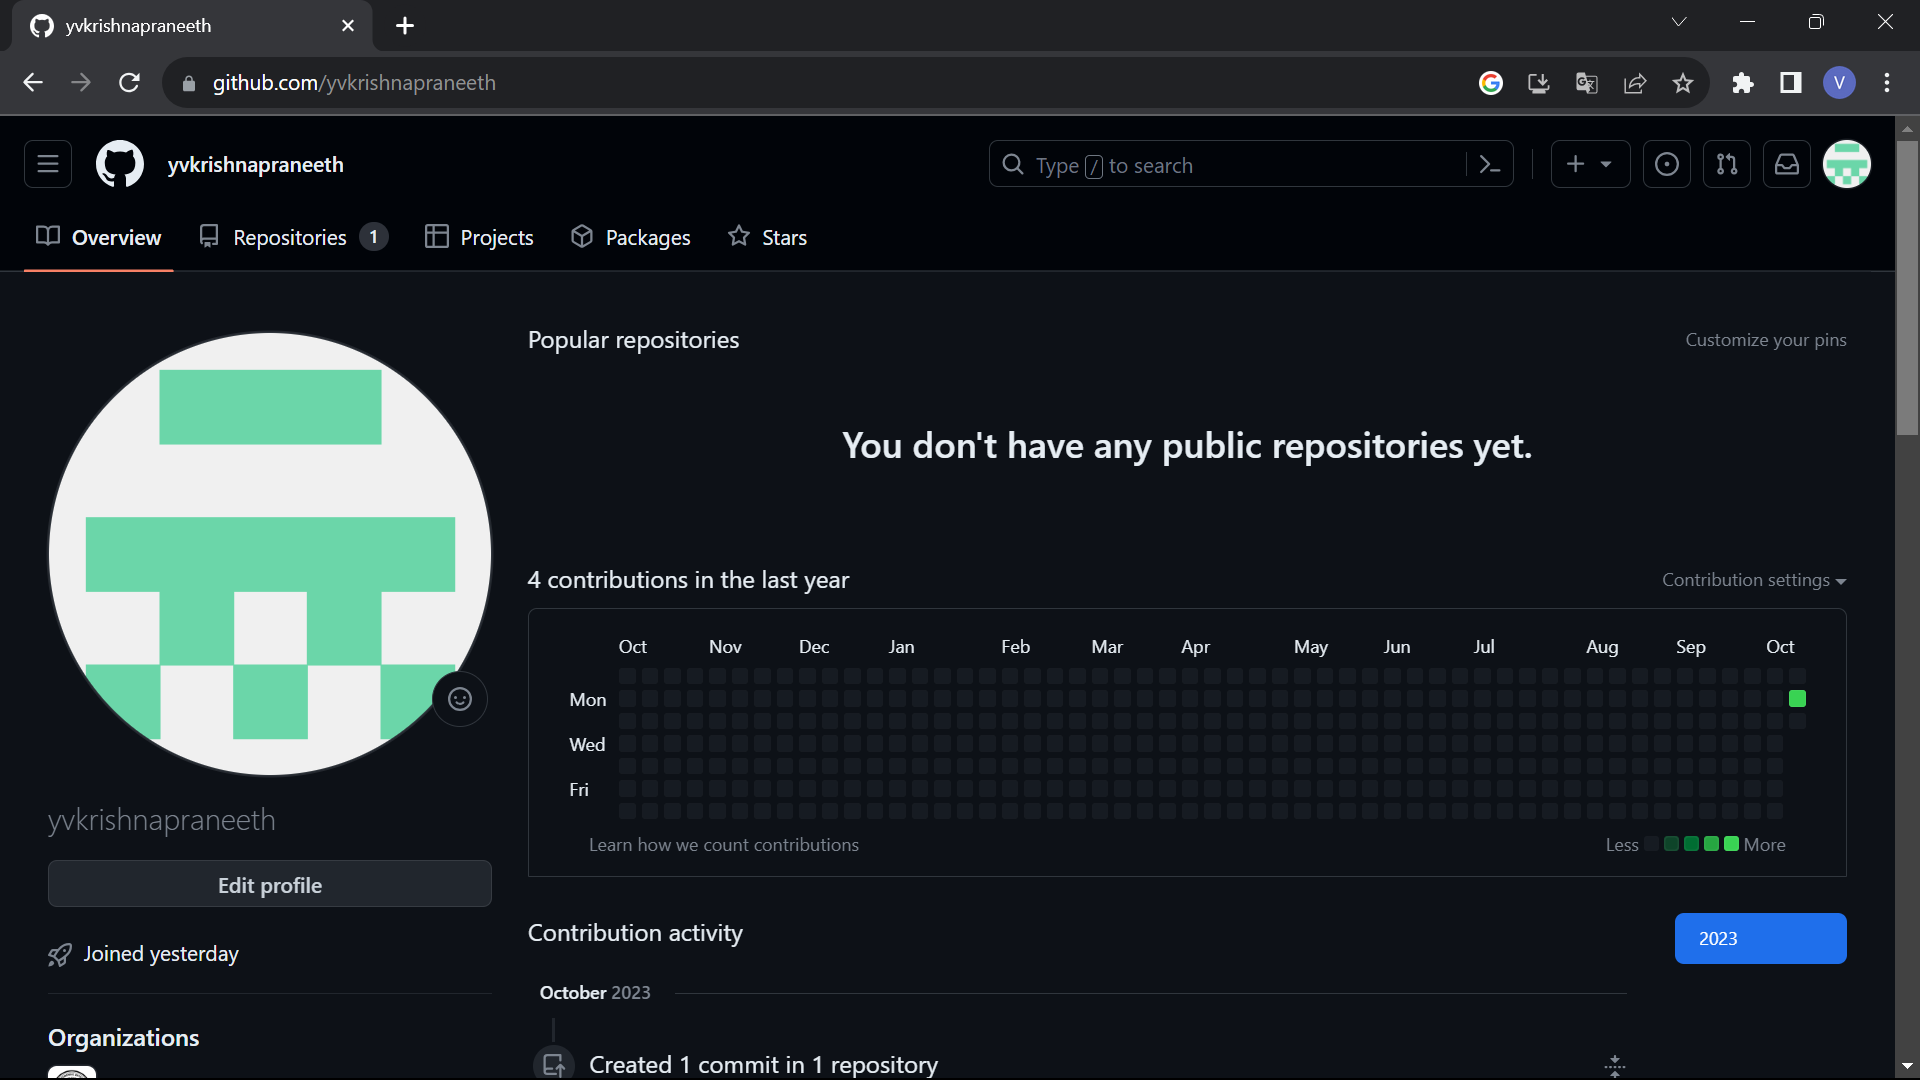 yvkrishnapraneeth
github.com/yvkrishnapraneeth
V
yvkrishnapraneeth
Type / to search
Overview
Repositories 1
Projects
Packages
Stars
Popular repositories
Customize your pins
You don't have any public repositories yet.
4 contributions in the last year
Contribution settings
Oct Nov Dec Jan Feb Mar Apr May Jun Jul Aug Sep Oct
Mon
Wed
Fri
Learn how we count contributions
Less More
yvkrishnapraneeth
Edit profile
Joined yesterday
Organizations
Contribution activity
2023
October 2023
Created 1 commit in 1 repository